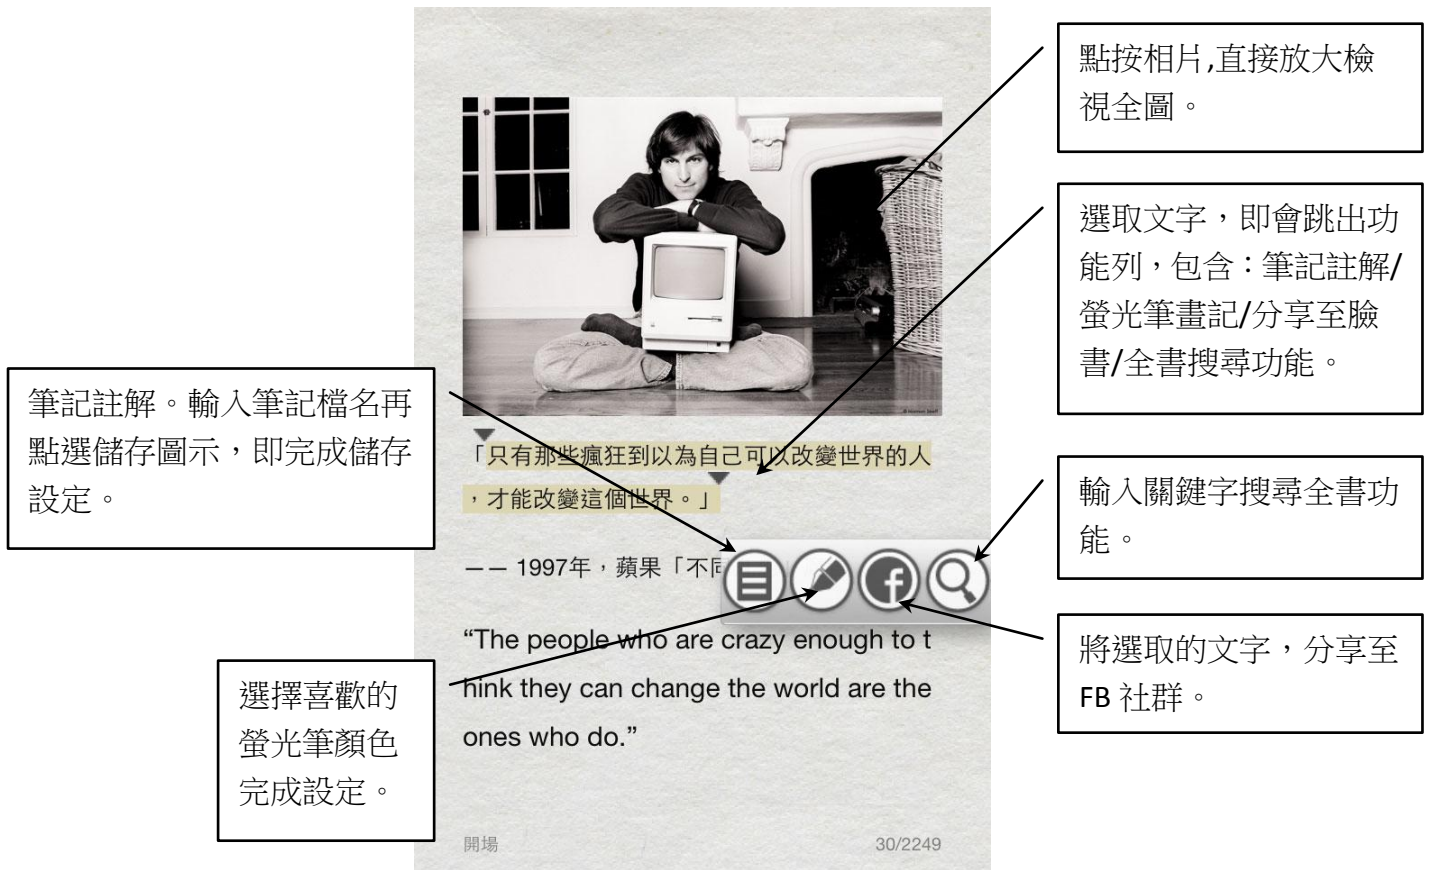 點按相片,直接放大檢
視全圖。
選取文字，即會跳出功
能列，包含：筆記註解/
螢光筆畫記/分享至臉
書/全書搜尋功能。
筆記註解。輸入筆記檔名再
點選儲存圖示，即完成儲存
設定。
「只有那些瘋狂到以為自己可以改變世界的人
，才能改變這個世界。」
輸入關鍵字搜尋全書功
能。
—— 1997年，蘋果「不同
f
“The people who are crazy enough to t
hink they can change the world are the
ones who do.”
將選取的文字，分享至
FB 社群。
選擇喜歡的
螢光筆顏色
完成設定。
開場
30/2249